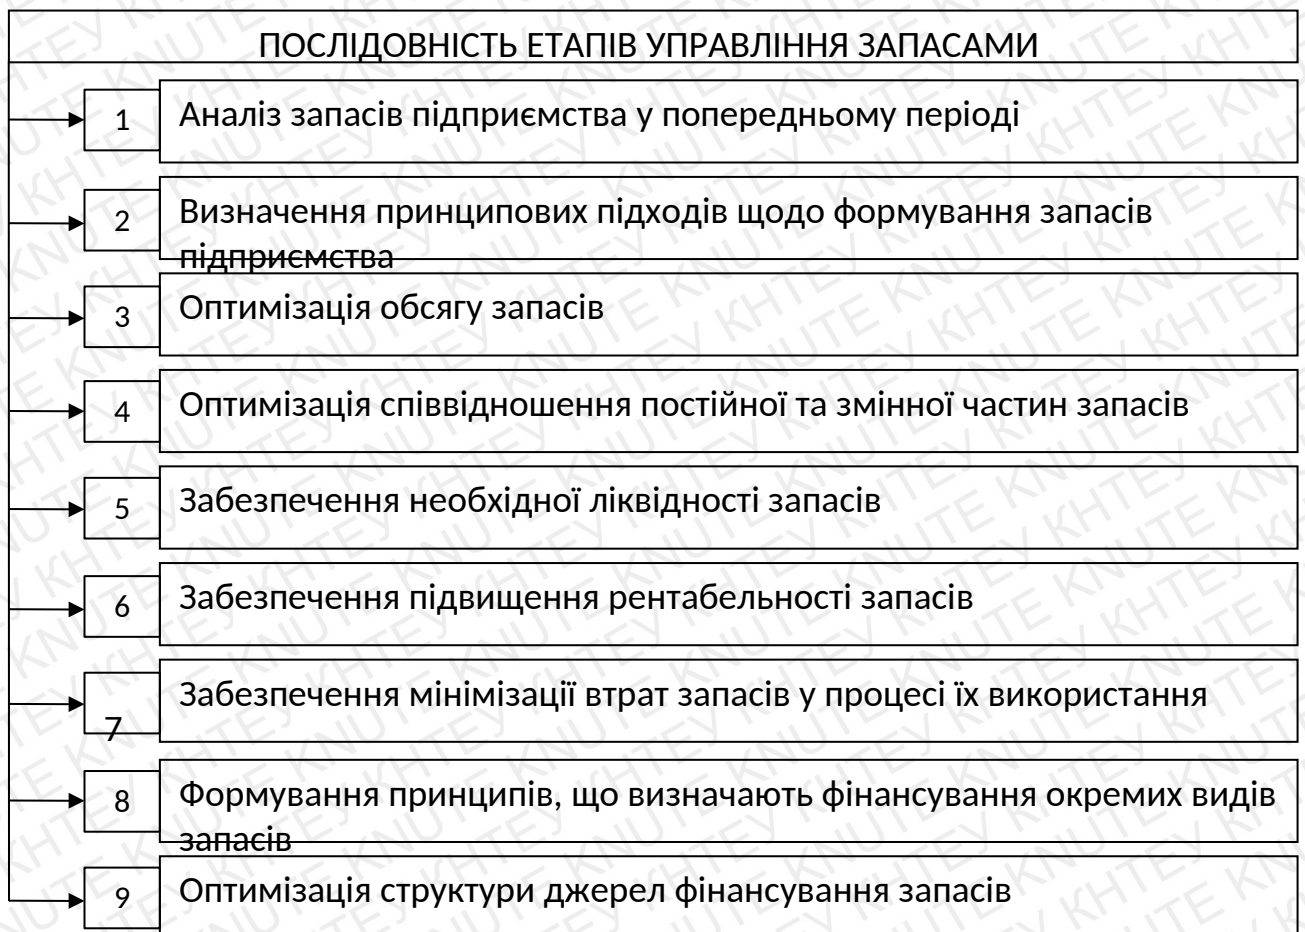 ПОСЛІДОВНІСТЬ ЕТАПІВ УПРАВЛІННЯ ЗАПАСАМИ
1 Аналіз запасів підприємства у попередньому періоді
2 Визначення принципових підходів щодо формування запасів
підприємства
3 Оптимізація обсягу запасів
4 Оптимізація співвідношення постійної та змінної частин запасів
5 Забезпечення необхідної ліквідності запасів
6 Забезпечення підвищення рентабельності запасів
7 Забезпечення мінімізації втрат запасів у процесі їх використання
8 Формування принципів, що визначають фінансування окремих видів
запасів
9 Оптимізація структури джерел фінансування запасів